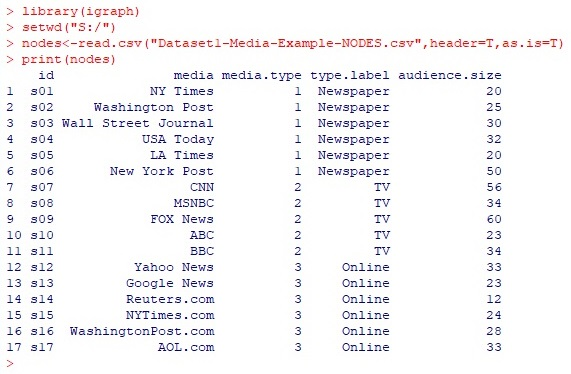 > library(igraph)
> setwd("S:/")
> nodes<-read.csv("Dataset1-Media-Example-NODES.csv",header=T,as.is=T)
> print(nodes)
    id               media media.type type.label audience.size
1  s01            NY Times          1  Newspaper            20
2  s02     Washington Post          1  Newspaper            25
3  s03 Wall Street Journal          1  Newspaper            30
4  s04           USA Today          1  Newspaper            32
5  s05            LA Times          1  Newspaper            20
6  s06       New York Post          1  Newspaper            50
7  s07                 CNN          2         TV            56
8  s08               MSNBC          2         TV            34
9  s09            FOX News          2         TV            60
10 s10                 ABC          2         TV            23
11 s11                 BBC          2         TV            34
12 s12          Yahoo News          3     Online            33
13 s13         Google News          3     Online            23
14 s14         Reuters.com          3     Online            12
15 s15         NYTimes.com          3     Online            24
16 s16  WashingtonPost.com          3     Online            28
17 s17             AOL.com          3     Online            33
>